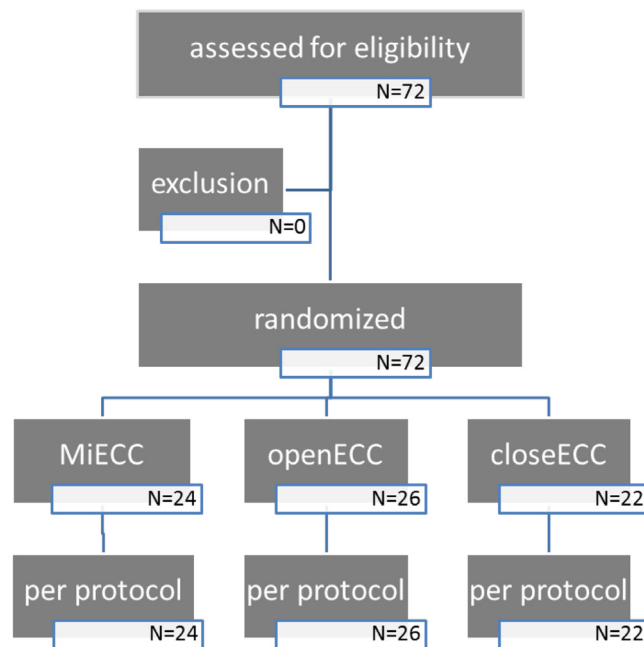 assessed for eligibility
N=72
exclusion
N=0
randomized
N=72
MiECC
openECC
closeECC
N=24
N=26
N=22
per protocol
per protocol
per protocol
N=24
N=26
N=22